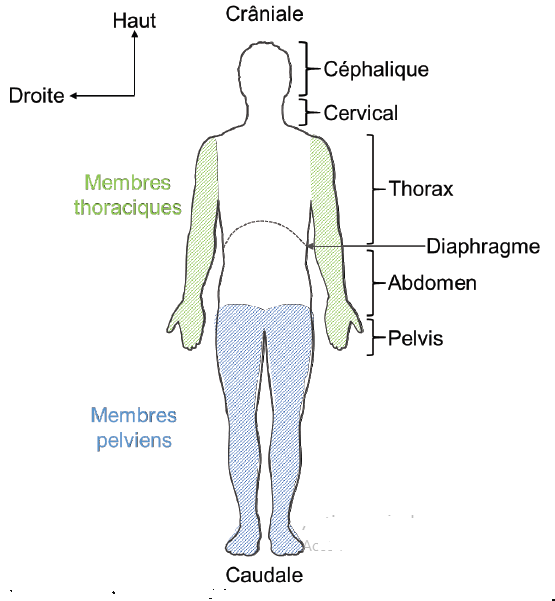 Crâniale
Haut
Droite
Céphalique
Cervical
Membres
thoraciques
Thorax
Diaphragme
Abdomen
Pelvis
Membres
pelviens
Caudale